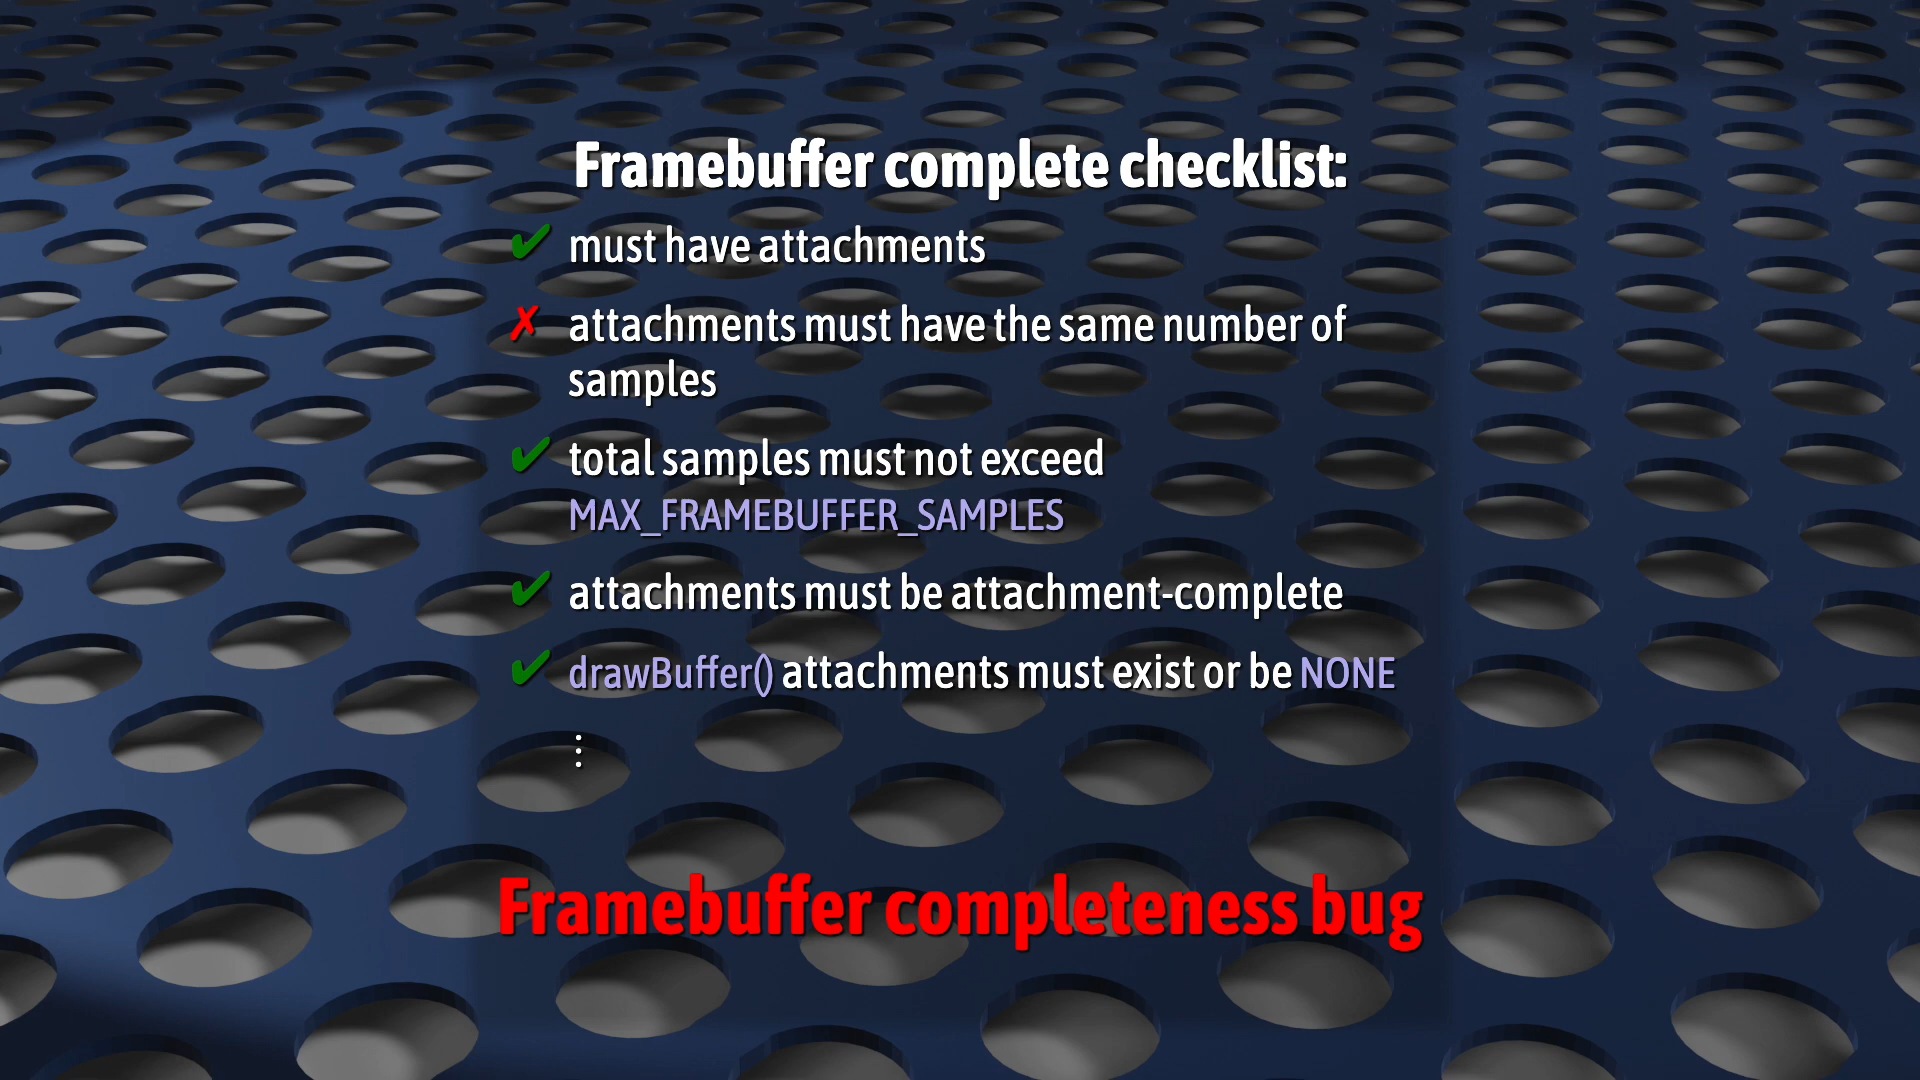 Framebuffer complete checklist:
✔ must have attachments
✗ attachments must have the same number of
samples
✔ total samples must not exceed
MAX_FRAMEBUFFER_SAMPLES
✔ attachments must be attachment-complete
✔ drawBuffer() attachments must exist or be NONE
⋮
Framebuffer completeness bug